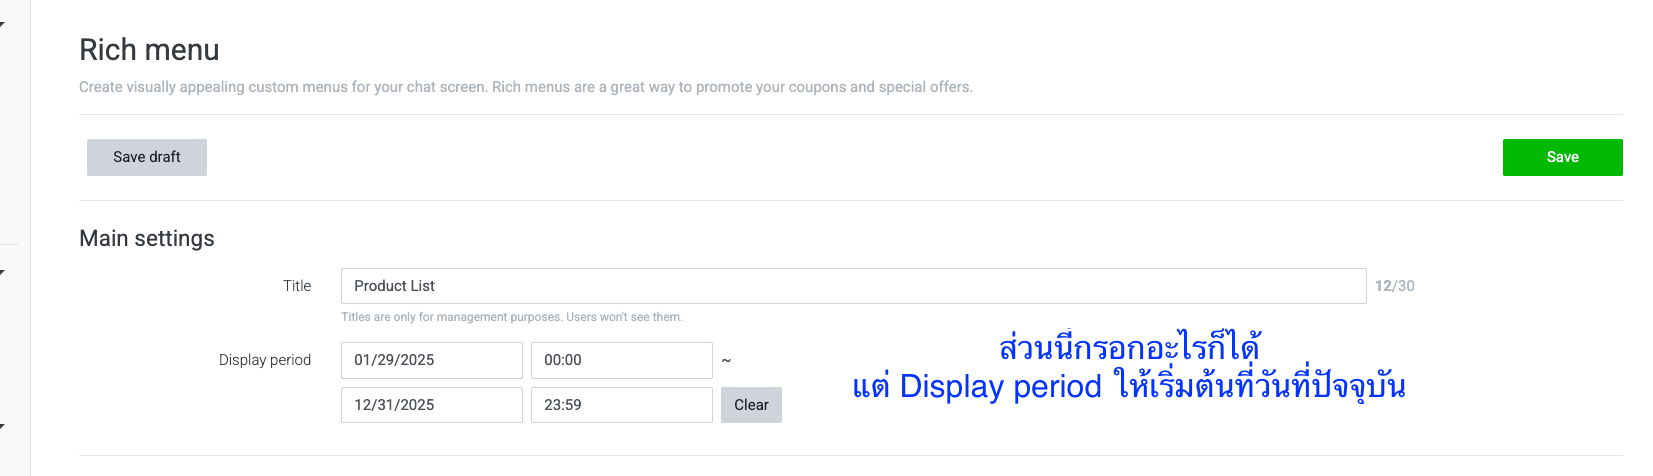 Rich menu
Create visually appealing custom menus for your chat screen. Rich menus are a great way to promote your coupons and special offers.
Save draft
Save
Main settings
Title
Product List
12/30
Titles are only for management purposes. Users won't see them.
Display period
01/29/2025
00:00
~
12/31/2025
23:59
Clear
ส่วนนี้กรอกอะไรก็ได้
แต่ Display period ให้เริ่มต้นที่วันที่ปัจจุบัน